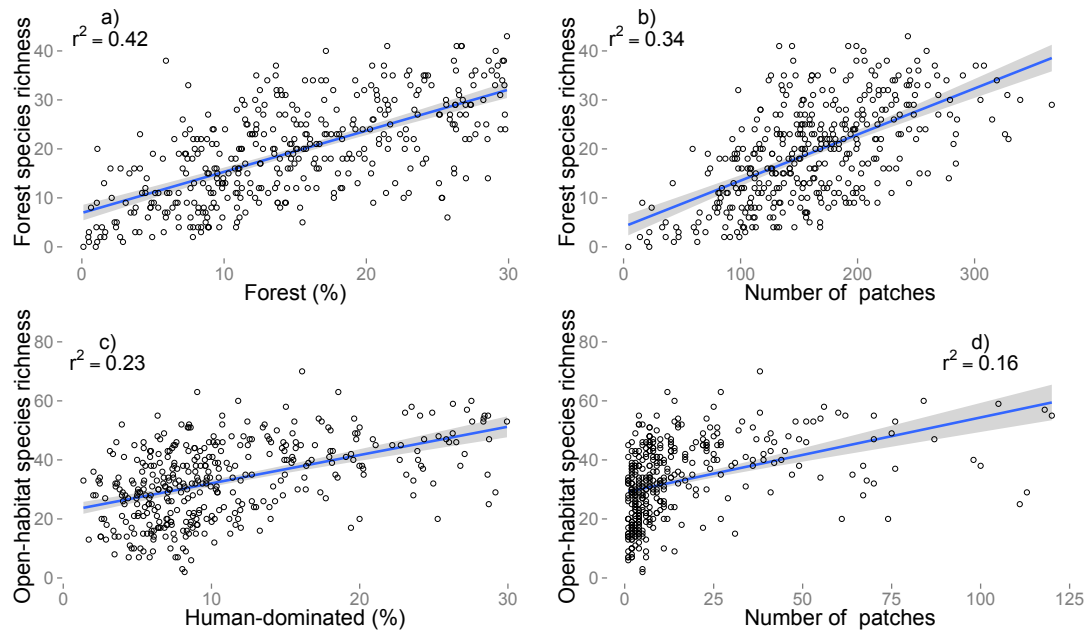 a)
r² = 0.42
Forest species richness
40
30
20
10
0
0 10 20 30
Forest (%)
b)
r² = 0.34
Forest species richness
40
30
20
10
0
0 100 200 300
Number of patches
c)
r² = 0.23
Open-habitat species richness
80
60
40
20
0
0 10 20 30
Human-dominated (%)
d)
r² = 0.16
Open-habitat species richness
80
60
40
20
0
0 25 50 75 100 125
Number of patches